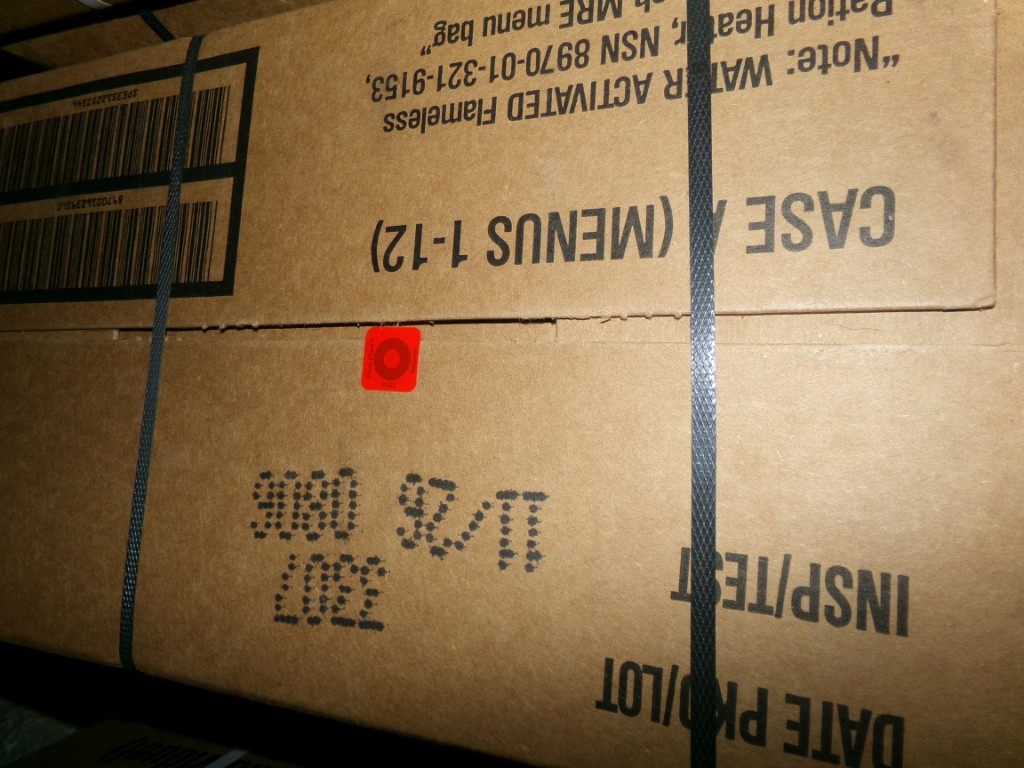 DATE PKD/LOT
3307
INSP/TEST
11/26 0806
CASE A (MENUS 1-12)
"Note: WATER ACTIVATED Flameless
Ration Heater, NSN 8970-01-321-9153,
MRE menu bag"